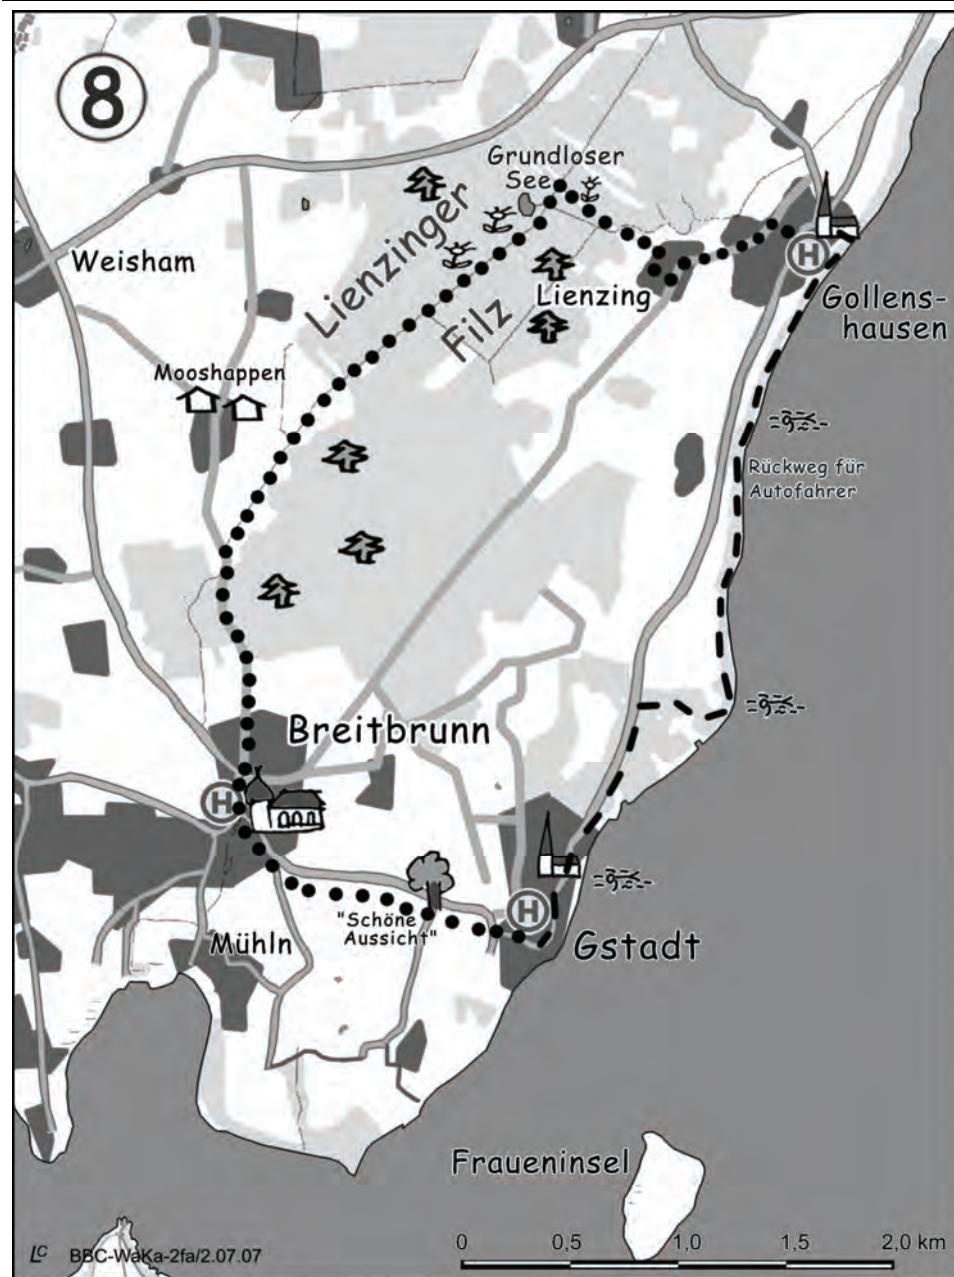 8
Grundloser
See
Lienzinger
Filz
Weisham
Lienzing
H
Gollens-
hausen
Mooshappen
Rückweg für
Autofahrer
Breitbrunn
H
"Schöne
Aussicht"
H
Mühln
Gstadt
Fraueninsel
LC BBC-WaKa-2fa/2.07.07
0 0,5 1,0 1,5 2,0 km